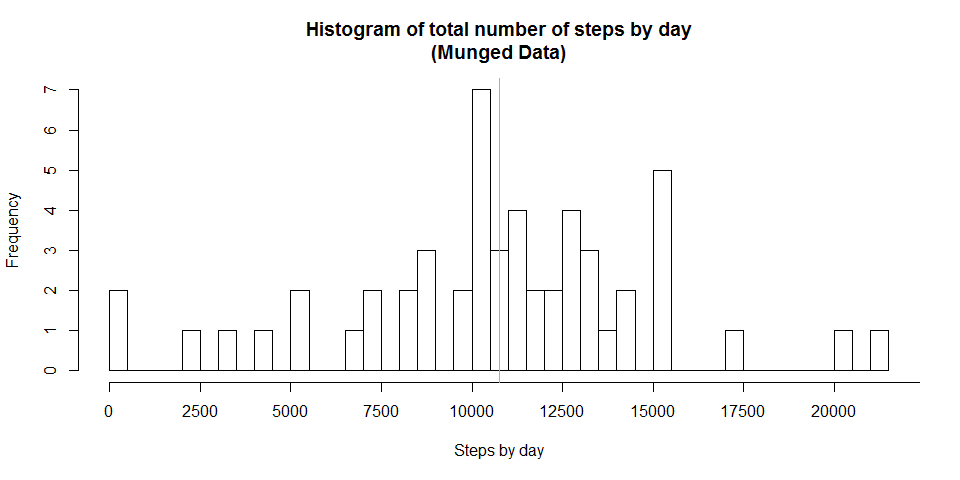 Histogram of total number of steps by day
(Munged Data)
Frequency
7
6
5
4
3
2
1
0
0 2500 5000 7500 10000 12500 15000 17500 20000
Steps by day